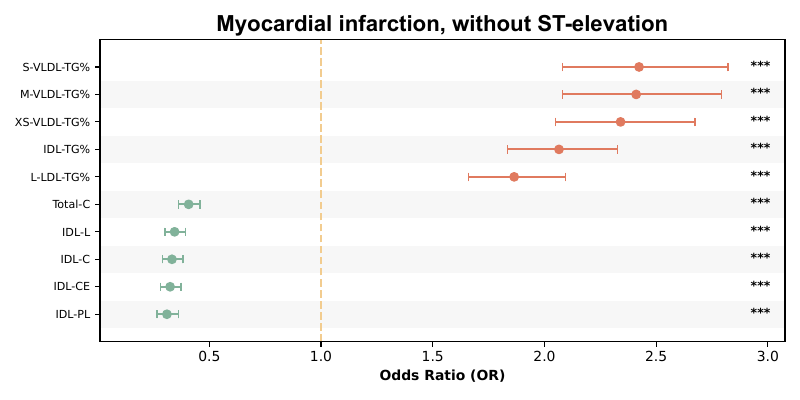 Myocardial infarction, without ST-elevation
S-VLDL-TG% ***
M-VLDL-TG% ***
XS-VLDL-TG% ***
IDL-TG% ***
L-LDL-TG% ***
Total-C ***
IDL-L ***
IDL-C ***
IDL-CE ***
IDL-PL ***
0.5 1.0 1.5 2.0 2.5 3.0
Odds Ratio (OR)